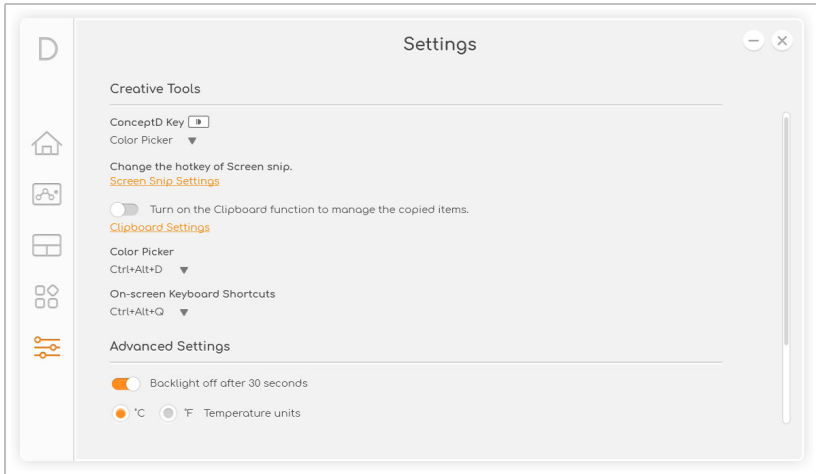 D
Settings
Creative Tools
ConceptD Key
Color Picker
Change the hotkey of Screen snip.
Screen Snip Settings
Turn on the Clipboard function to manage the copied items.
Clipboard Settings
Color Picker
Ctrl+Alt+D
On-screen Keyboard Shortcuts
Ctrl+Alt+Q
Advanced Settings
Backlight off after 30 seconds
°C °F Temperature units